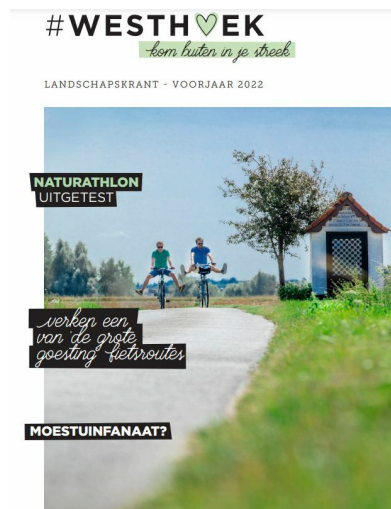 #WESTHOEK
kom buiten in je streek
LANDSCHAPSKRANT - VOORJAAR 2022
NATURATHLON
UITGETEST
verken een
van de grote
goesting fietsroutes
MOESTUINFANAAT?